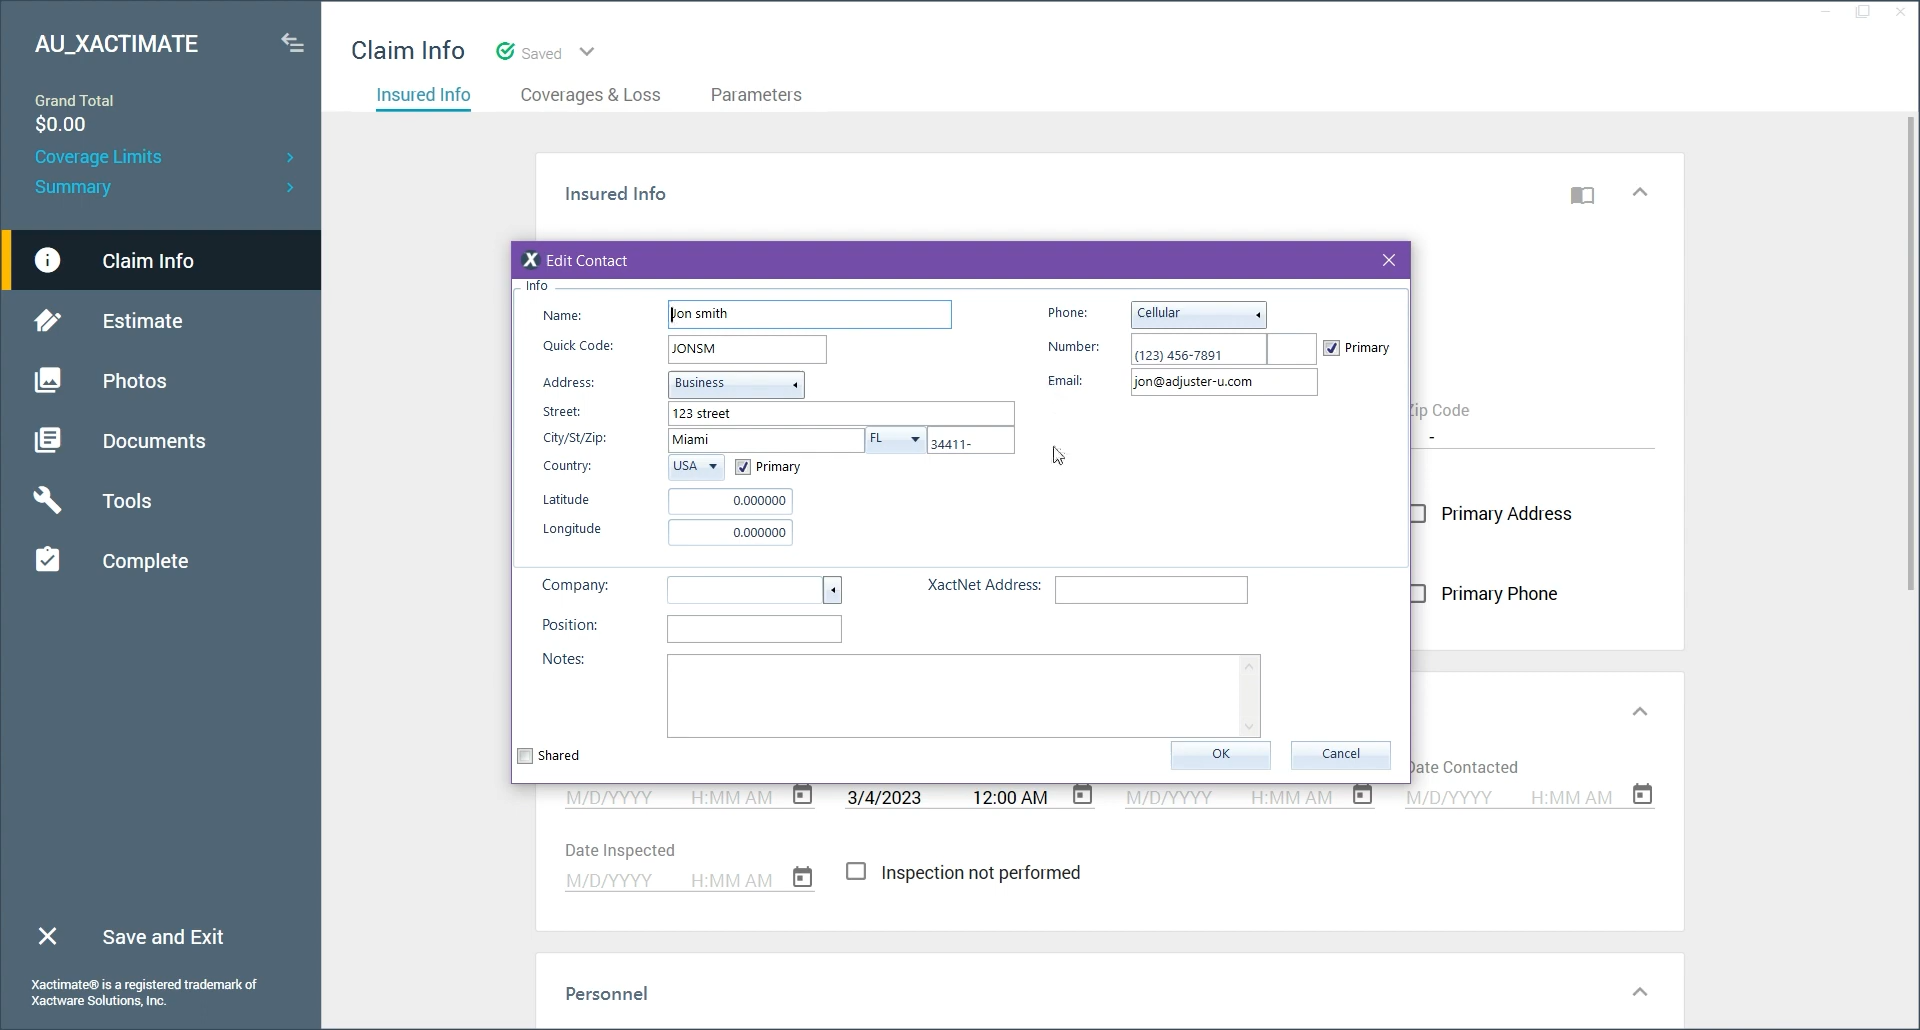 AU_XACTIMATE
Grand Total
$0.00
Coverage Limits
Summary
Claim Info
Estimate
Photos
Documents
Tools
Complete
Save and Exit
Xactimate® is a registered trademark of
Xactware Solutions, Inc.
Claim Info Saved
Insured Info Coverages & Loss Parameters
Insured Info
X Edit Contact
Info
Name: Jon smith Phone: Cellular
Quick Code: JONSM Number: (123) 456-7891 Primary
Address: Business Email: jon@adjuster-u.com
Street: 123 street
City/St/Zip: Miami FL 34411-
Country: USA Primary
Latitude 0.000000
Longitude 0.000000
Company: XactNet Address:
Position:
Notes:
Shared OK Cancel
Zip Code
-
Primary Address
Primary Phone
Date Contacted
M/D/YYYY H:MM AM 3/4/2023 12:00 AM M/D/YYYY H:MM AM M/D/YYYY H:MM AM
Date Inspected
M/D/YYYY H:MM AM Inspection not performed
Personnel